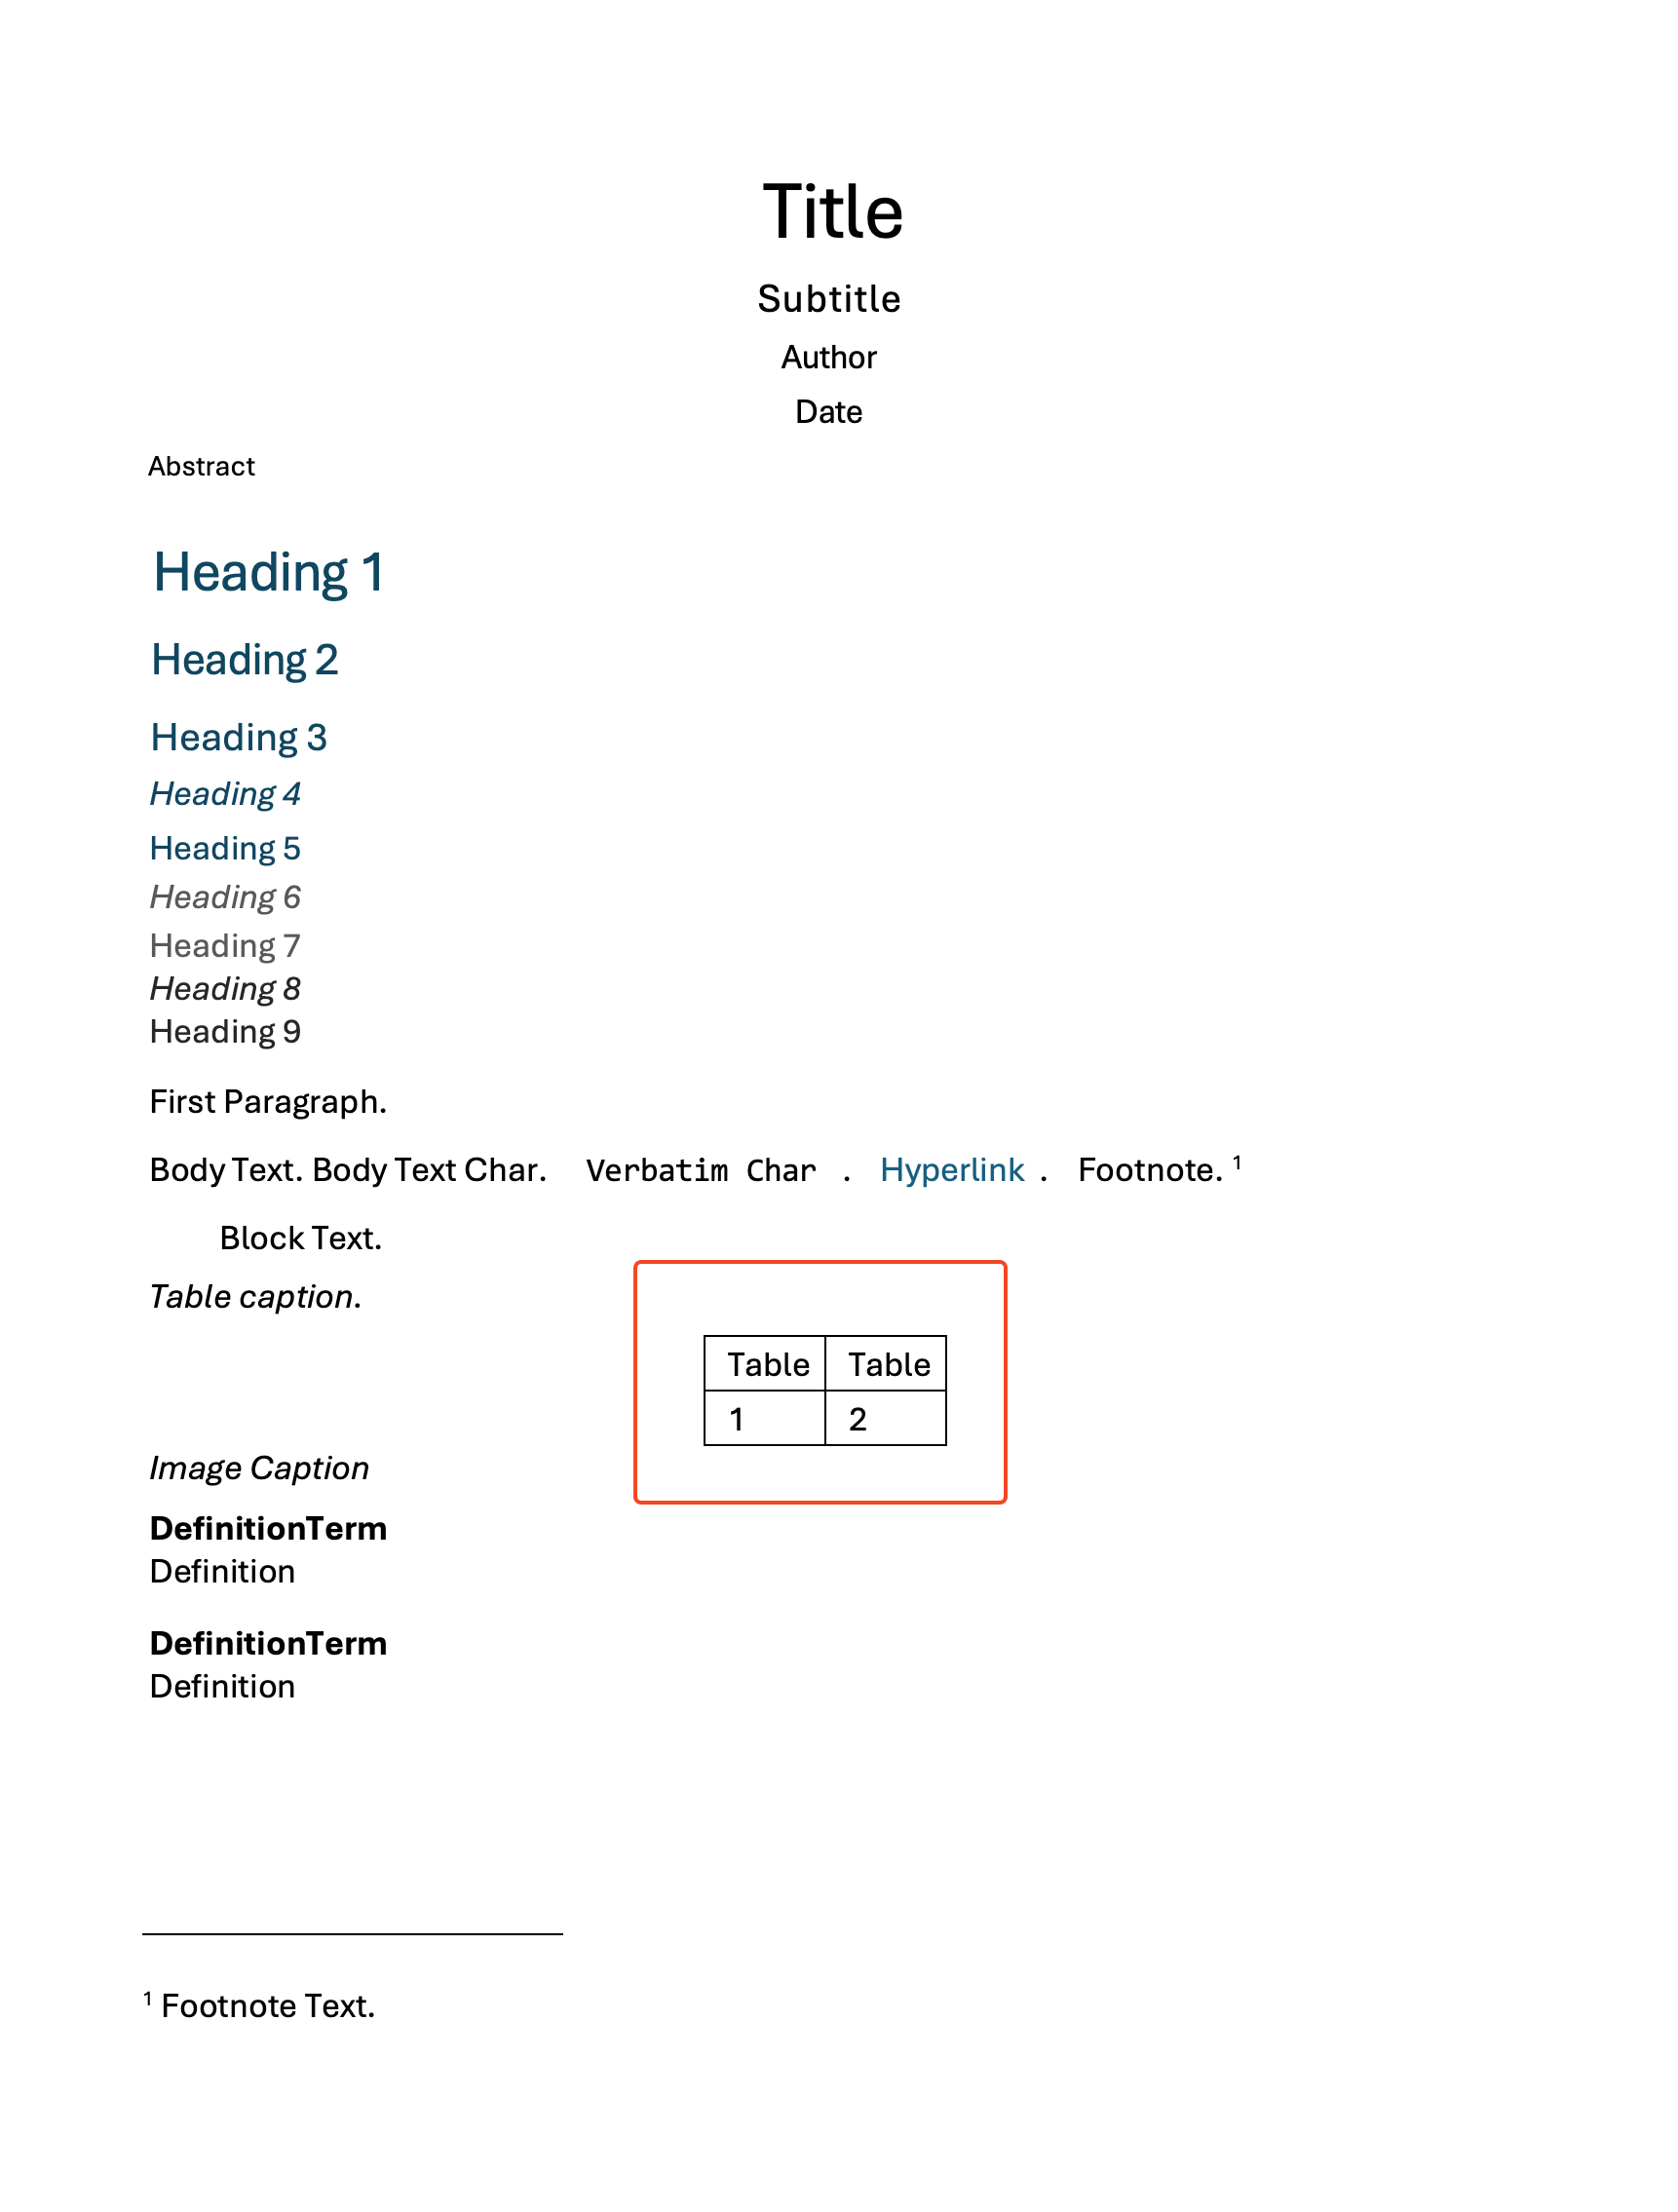 Title
Subtitle
Author
Date
Abstract
Heading 1
Heading 2
Heading 3
Heading 4
Heading 5
Heading 6
Heading 7
Heading 8
Heading 9
First Paragraph.
Body Text. Body Text Char. Verbatim Char . Hyperlink . Footnote. 1
Block Text.
Table caption.
Table Table
1 2
Image Caption
DefinitionTerm
Definition
DefinitionTerm
Definition
1 Footnote Text.